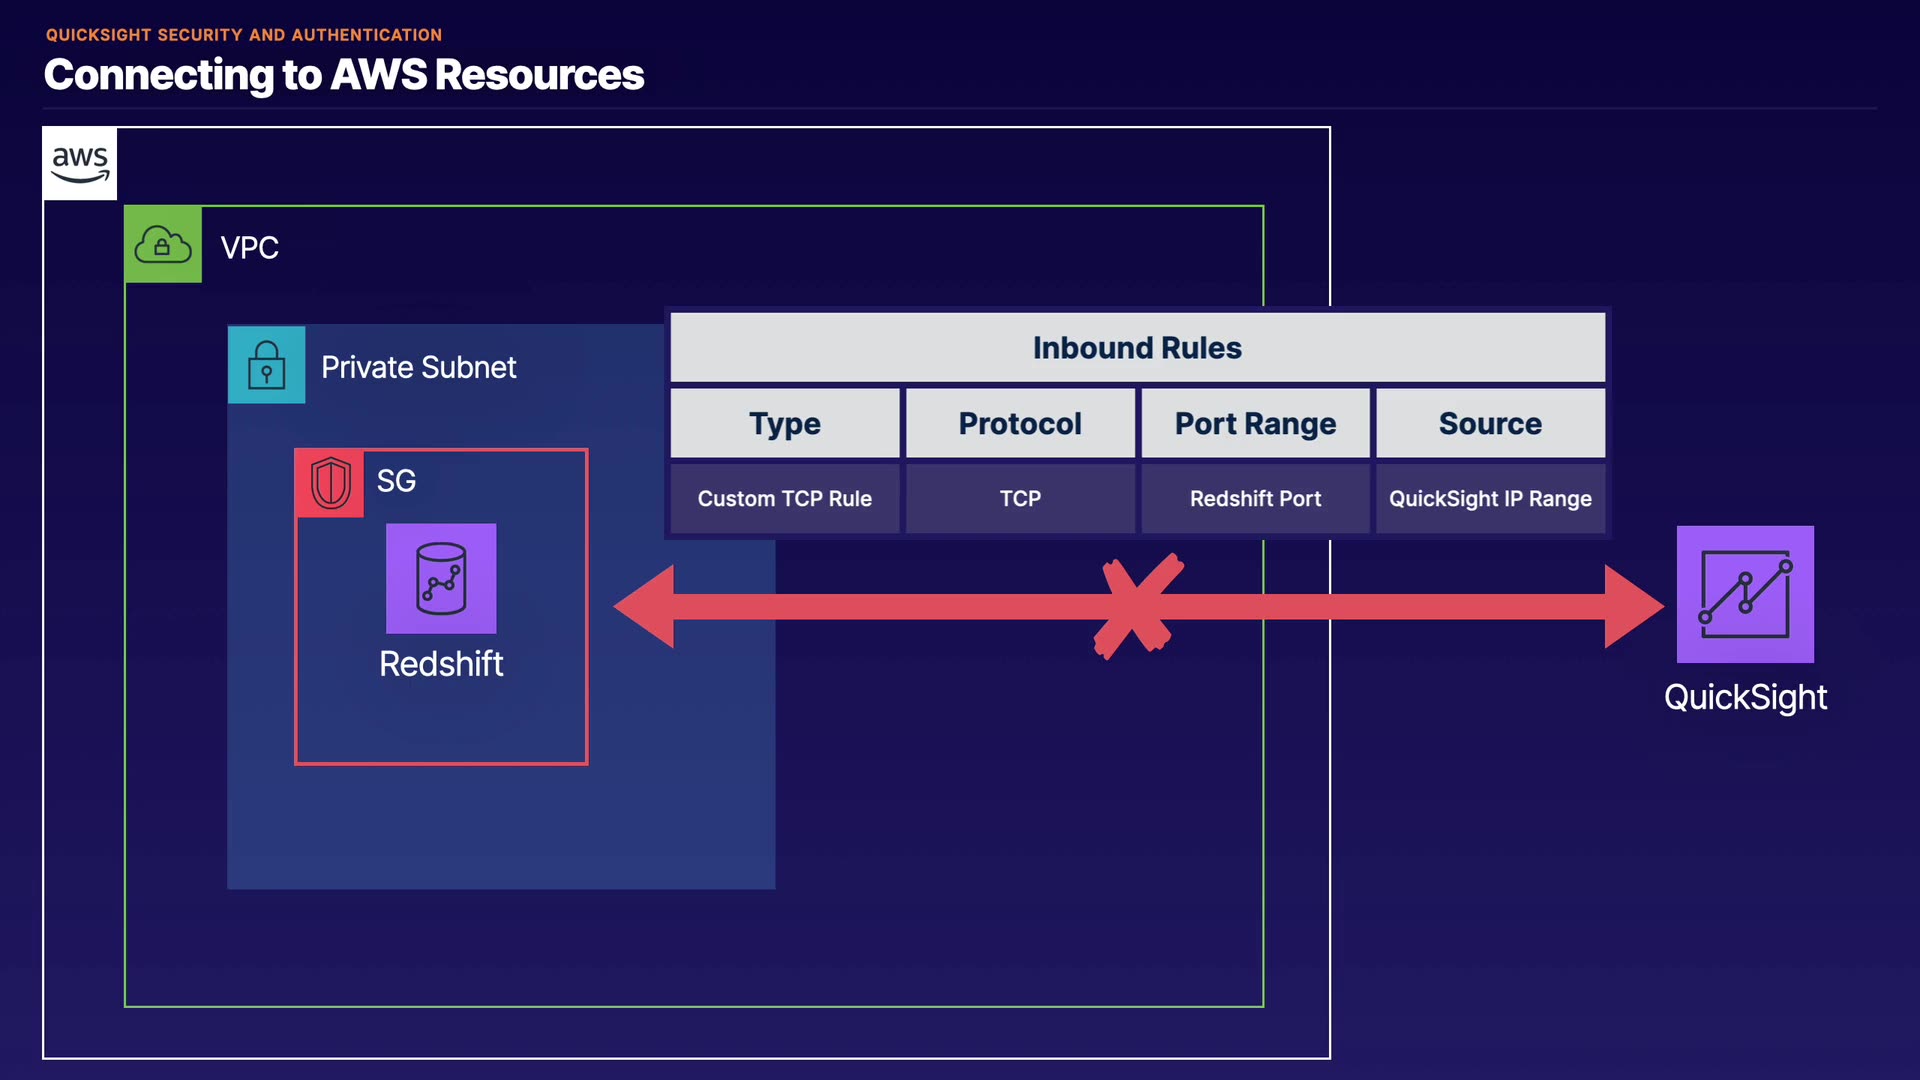 QUICKSIGHT SECURITY AND AUTHENTICATION
Connecting to AWS Resources
aws
VPC
Private Subnet
SG
Redshift
Inbound Rules
Type Protocol Port Range Source
Custom TCP Rule TCP Redshift Port QuickSight IP Range
QuickSight